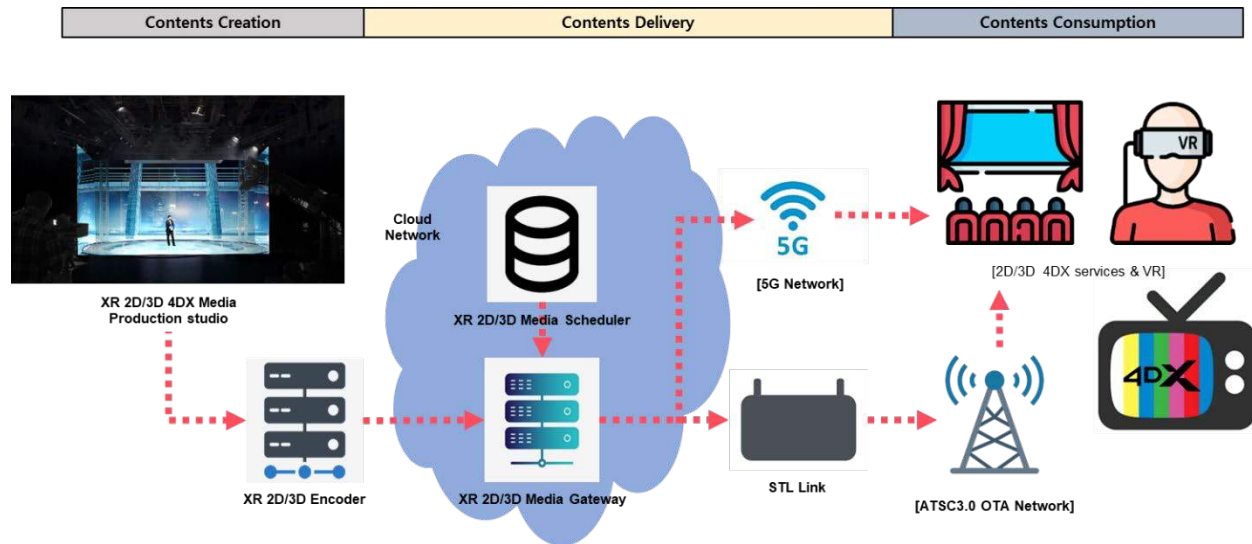 Contents Creation
Contents Delivery
Contents Consumption
VR
Cloud
Network
5G
[5G Network]
[2D/3D 4DX services & VR]
XR 2D/3D 4DX Media
Production studio
XR 2D/3D Media Scheduler
4DX
XR 2D/3D Encoder
XR 2D/3D Media Gateway
STL Link
[ATSC3.0 OTA Network]